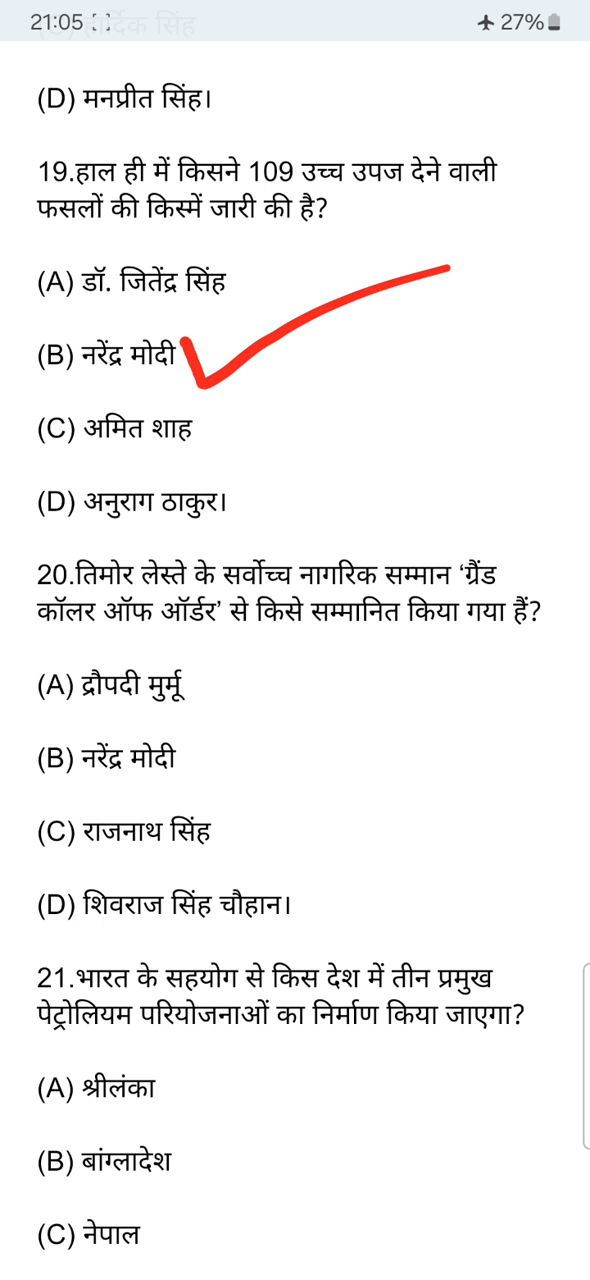 21:05
27%
(D) मनप्रीत सिंह।
19.हाल ही में किसने 109 उच्च उपज देने वाली
फसलों की किस्में जारी की है?
(A) डॉ. जितेंद्र सिंह
(B) नरेंद्र मोदी
(C) अमित शाह
(D) अनुराग ठाकुर।
20.तिमोर लेस्ते के सर्वोच्च नागरिक सम्मान ‘ग्रैंड
कॉलर ऑफ ऑर्डर’ से किसे सम्मानित किया गया हैं?
(A) द्रौपदी मुर्मू
(B) नरेंद्र मोदी
(C) राजनाथ सिंह
(D) शिवराज सिंह चौहान।
21.भारत के सहयोग से किस देश में तीन प्रमुख
पेट्रोलियम परियोजनाओं का निर्माण किया जाएगा?
(A) श्रीलंका
(B) बांग्लादेश
(C) नेपाल